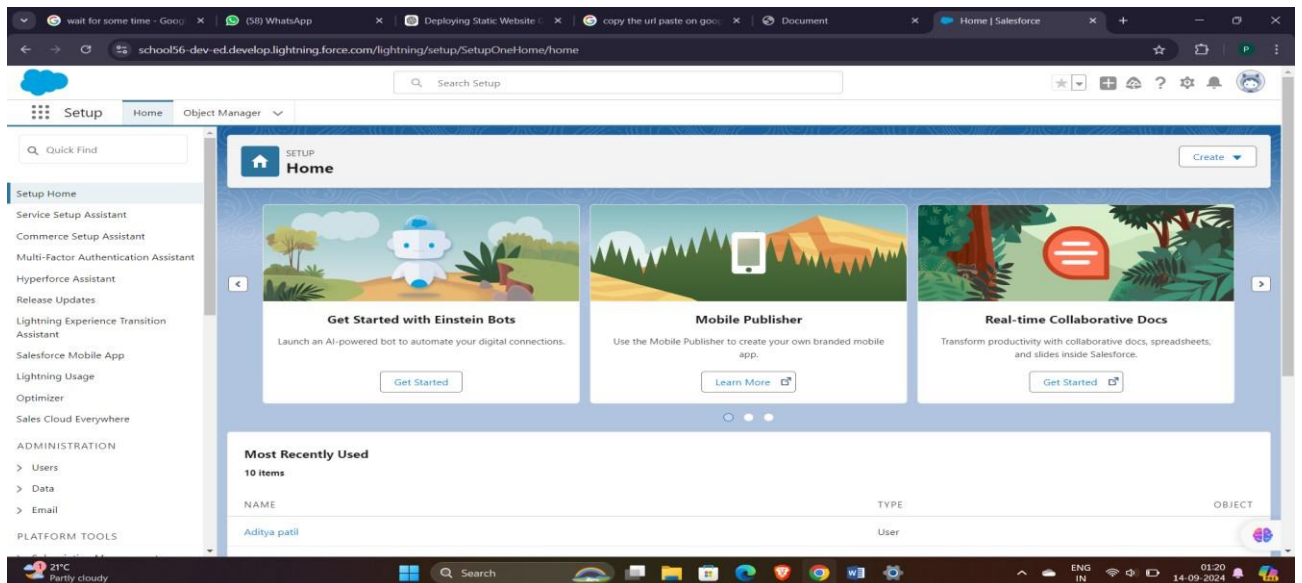 wait for some time - Goog
(58) WhatsApp
Deploying Static Website
copy the url paste on goog
Document
Home | Salesforce
school56-dev-ed.develop.lightning.force.com/lightning/setup/SetupOneHome/home
P
Search Setup
Setup
Home
Object Manager
Quick Find
SETUP
Home
Create
Setup Home
Service Setup Assistant
Commerce Setup Assistant
Multi-Factor Authentication Assistant
Hyperforce Assistant
Release Updates
Lightning Experience Transition
Assistant
Salesforce Mobile App
Lightning Usage
Optimizer
Sales Cloud Everywhere
ADMINISTRATION
Users
Data
Email
PLATFORM TOOLS
Get Started with Einstein Bots
Launch an AI-powered bot to automate your digital connections.
Get Started
Mobile Publisher
Use the Mobile Publisher to create your own branded mobile
app.
Learn More
Real-time Collaborative Docs
Transform productivity with collaborative docs, spreadsheets,
and slides inside Salesforce.
Get Started
Most Recently Used
10 items
NAME TYPE OBJECT
Aditya patil User
21°C
Partly cloudy
Search
ENG
IN
01:20
14-09-2024